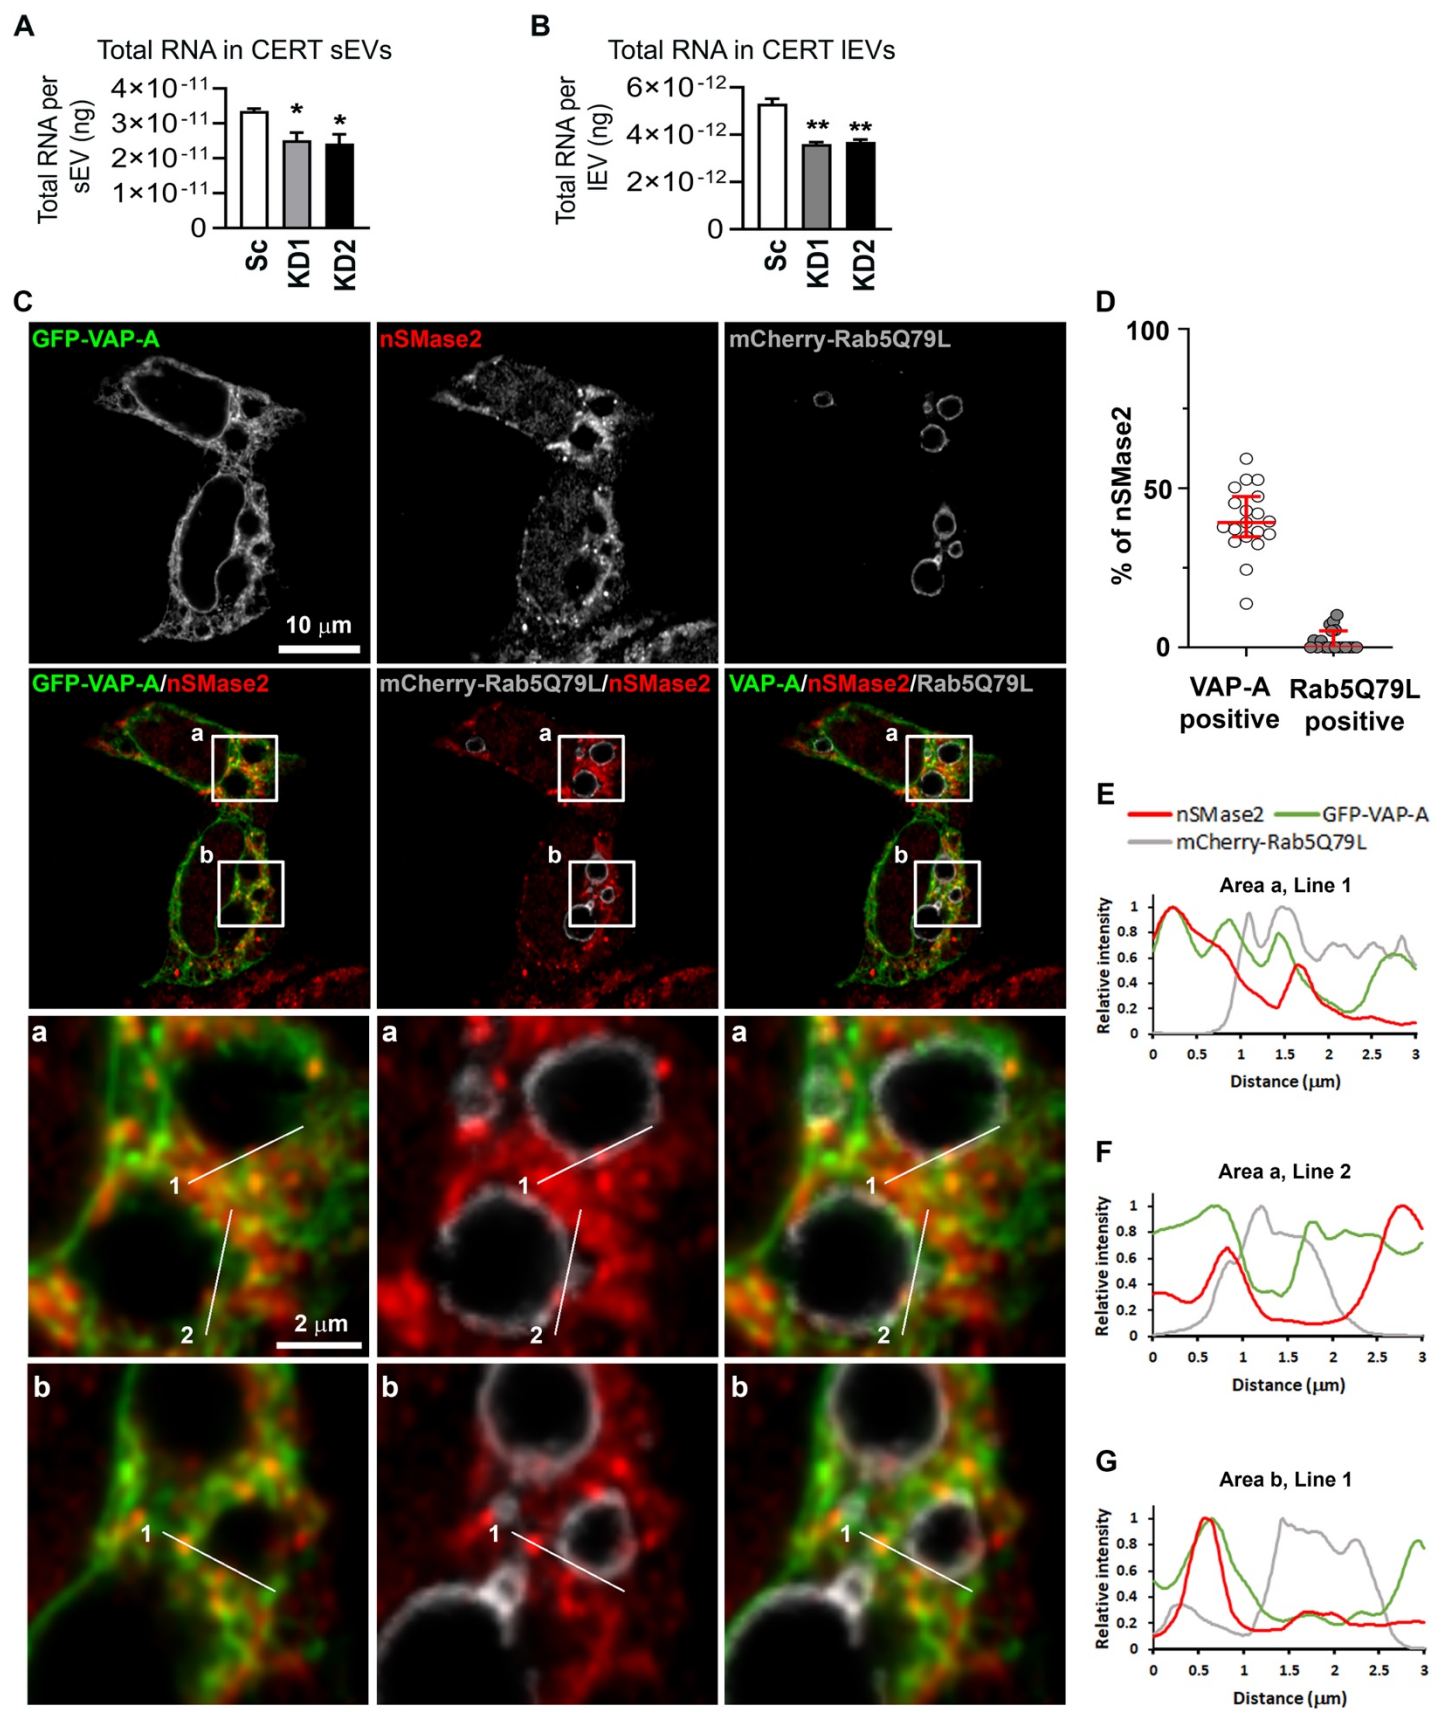 A
Total RNA in CERT sEVs
Total RNA per
sEV (ng)
4×10-11
3×10-11
2×10-11
1×10-11
0
*
*
Sc
KD1
KD2
B
Total RNA in CERT lEVs
Total RNA per
lEV (ng)
6×10-12
4×10-12
2×10-12
0
**
**
Sc
KD1
KD2
C
GFP-VAP-A
nSMase2
mCherry-Rab5Q79L
10 μm
GFP-VAP-A/nSMase2
mCherry-Rab5Q79L/nSMase2
VAP-A/nSMase2/Rab5Q79L
a
b
a
b
a
b
a
1
2
2 μm
a
1
2
a
1
2
b
1
b
1
b
1
D
% of nSMase2
100
50
0
VAP-A
positive
Rab5Q79L
positive
E
nSMase2
GFP-VAP-A
mCherry-Rab5Q79L
Area a, Line 1
Relative intensity
1
0.8
0.6
0.4
0.2
0
0 0.5 1 1.5 2 2.5 3
Distance (μm)
F
Area a, Line 2
Relative intensity
1
0.8
0.6
0.4
0.2
0
0 0.5 1 1.5 2 2.5 3
Distance (μm)
G
Area b, Line 1
Relative intensity
1
0.8
0.6
0.4
0.2
0
0 0.5 1 1.5 2 2.5 3
Distance (μm)